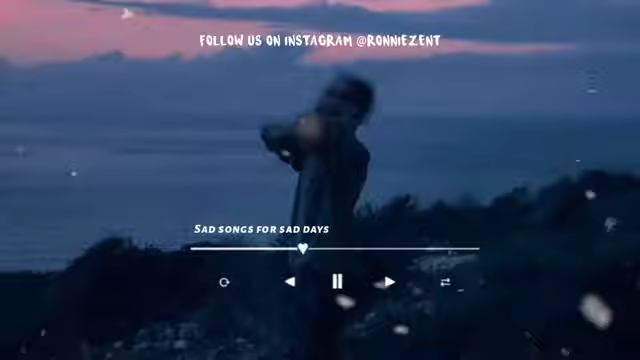 FOLLOW US ON INSTAGRAM @RONNIEZENT
SAD SONGS FOR SAD DAYS